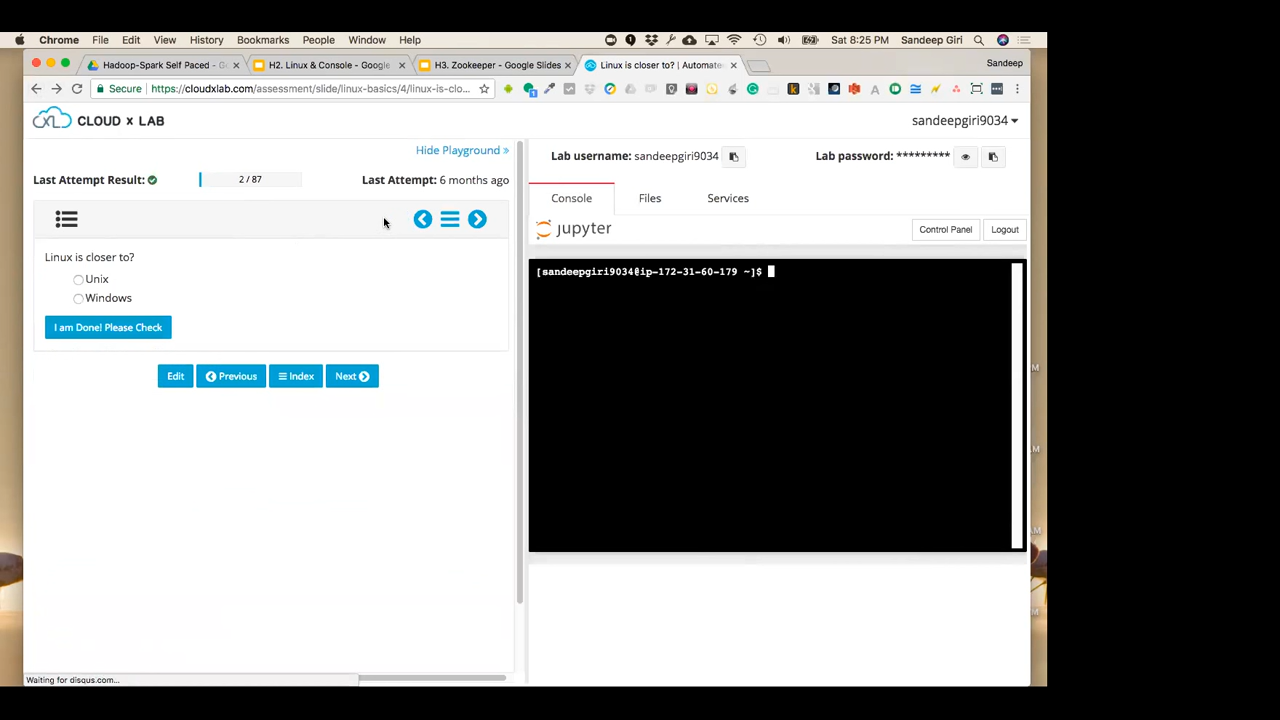 Chrome File Edit View History Bookmarks People Window Help Sat 8:25 PM Sandeep Giri
Hadoop-Spark Self Paced - G
H2. Linux & Console - Google
H3. Zookeeper - Google Slides
Linux is closer to? | Automate
Sandeep
Secure https://cloudxlab.com/assessment/slide/linux-basics/4/linux-is-clo...
CLOUD x LAB
sandeepgiri9034
Hide Playground »
Lab username: sandeepgiri9034
Lab password: *********
Last Attempt Result:
2 / 87
Last Attempt: 6 months ago
Console Files Services
jupyter
Control Panel
Logout
Linux is closer to?
Unix
Windows
I am Done! Please Check
Edit Previous Index Next
[sandeepgiri9034@ip-172-31-60-179 ~]$
Waiting for disqus.com...